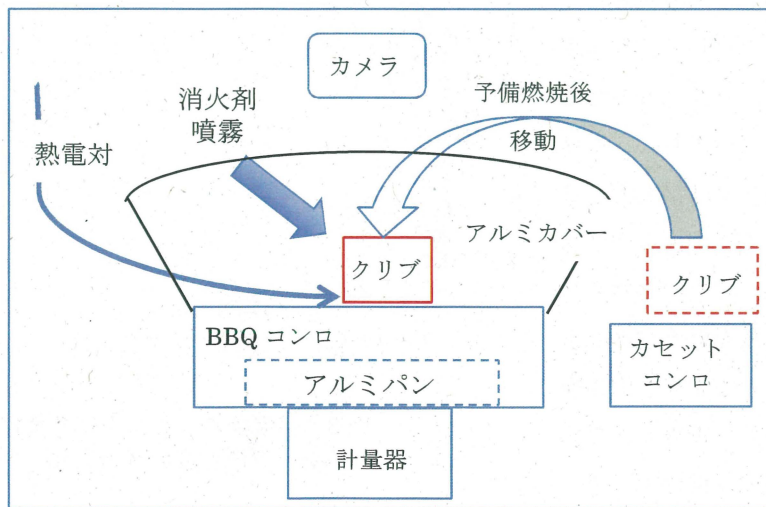 カメラ
消火剤
噴霧
予備燃焼後
移動
熱電対
アルミカバー
クリブ
クリブ
BBQ コンロ
カセット
コンロ
アルミパン
計量器